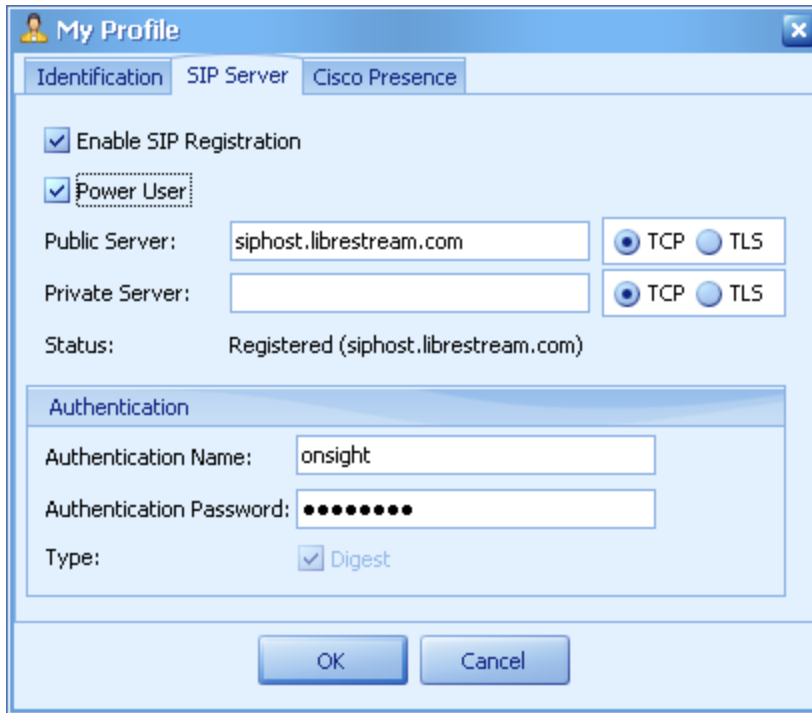 My Profile
Identification SIP Server Cisco Presence
Enable SIP Registration
Power User
Public Server: siphost.librestream.com TCP TLS
Private Server: TCP TLS
Status: Registered (siphost.librestream.com)
Authentication
Authentication Name: onsight
Authentication Password: ●●●●●●●●
Type: Digest
OK Cancel